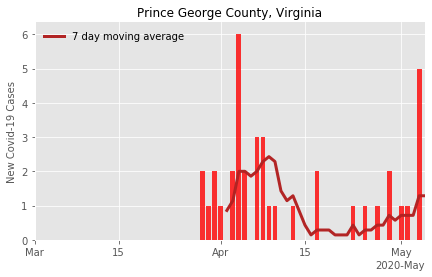 Prince George County, Virginia
7 day moving average
New Covid-19 Cases
6
5
4
3
2
1
0
Mar 15 Apr 15 May
2020-May